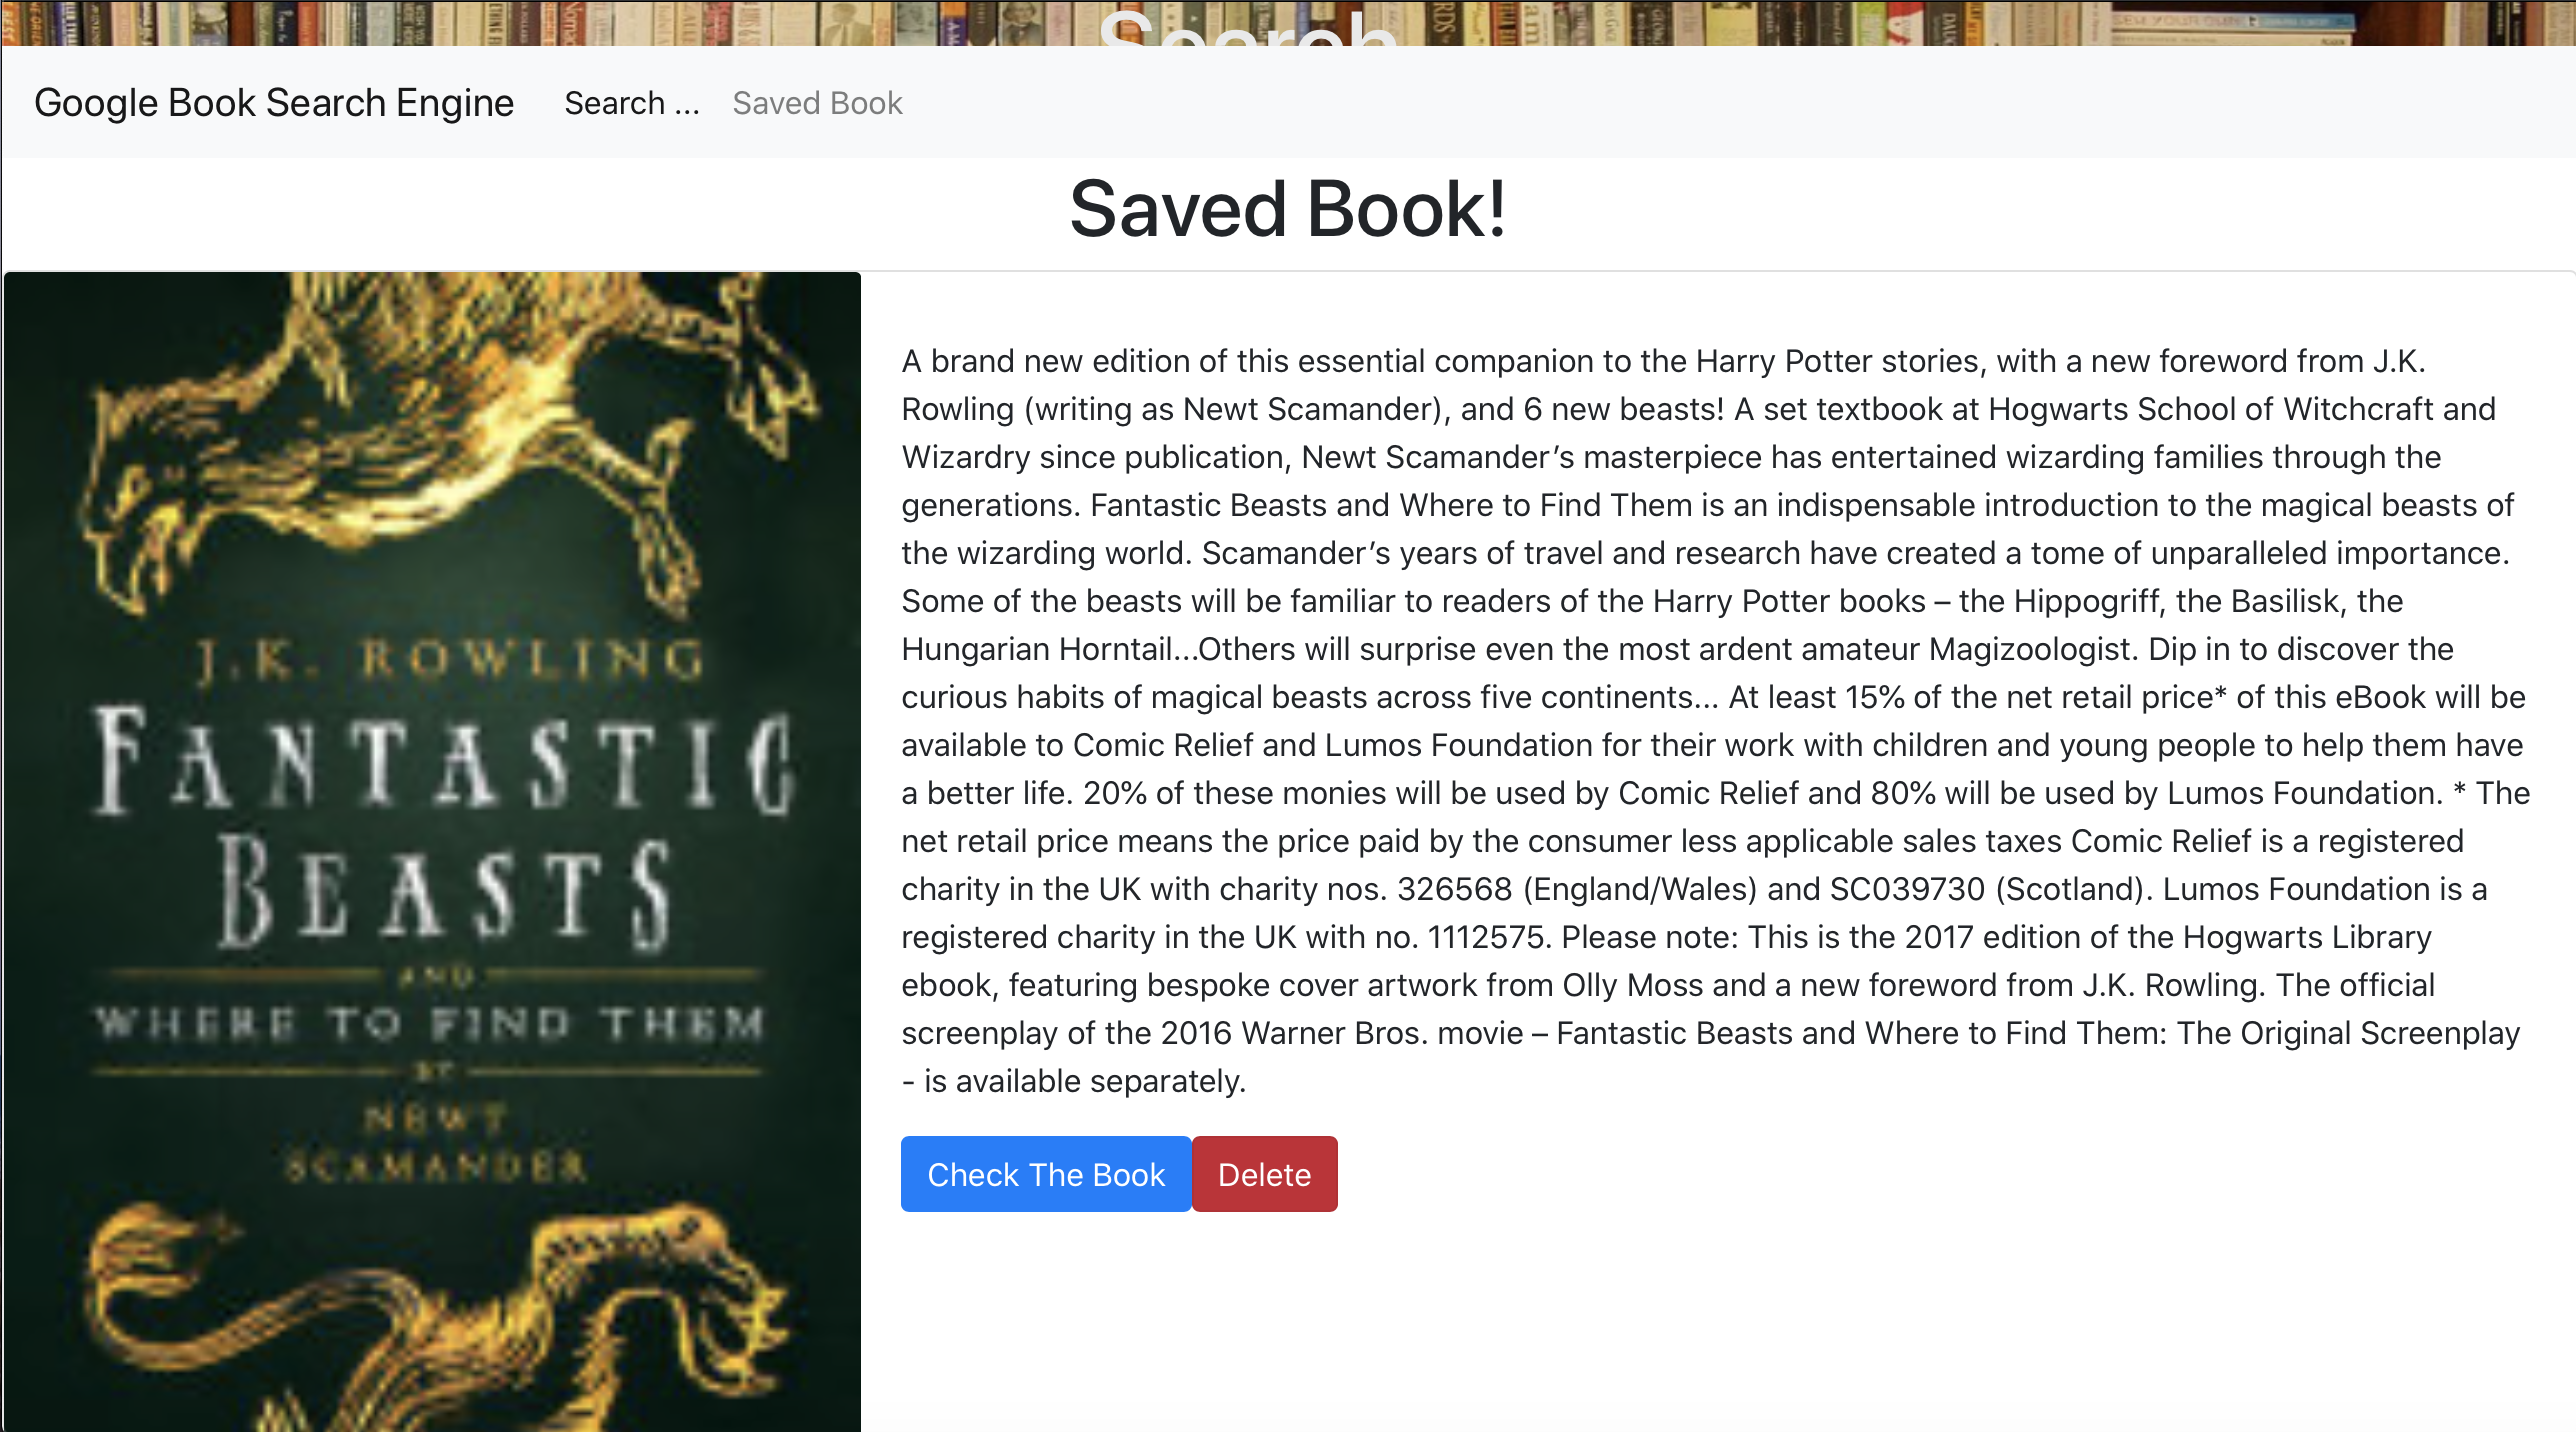 Search
Google Book Search Engine Search ... Saved Book
Saved Book!
J.K. ROWLING
FANTASTIC
BEASTS
AND
WHERE TO FIND THEM
BY
NEWT
SCAMANDER
A brand new edition of this essential companion to the Harry Potter stories, with a new foreword from J.K.
Rowling (writing as Newt Scamander), and 6 new beasts! A set textbook at Hogwarts School of Witchcraft and
Wizardry since publication, Newt Scamander’s masterpiece has entertained wizarding families through the
generations. Fantastic Beasts and Where to Find Them is an indispensable introduction to the magical beasts of
the wizarding world. Scamander’s years of travel and research have created a tome of unparalleled importance.
Some of the beasts will be familiar to readers of the Harry Potter books – the Hippogriff, the Basilisk, the
Hungarian Horntail...Others will surprise even the most ardent amateur Magizoologist. Dip in to discover the
curious habits of magical beasts across five continents... At least 15% of the net retail price* of this eBook will be
available to Comic Relief and Lumos Foundation for their work with children and young people to help them have
a better life. 20% of these monies will be used by Comic Relief and 80% will be used by Lumos Foundation. * The
net retail price means the price paid by the consumer less applicable sales taxes Comic Relief is a registered
charity in the UK with charity nos. 326568 (England/Wales) and SC039730 (Scotland). Lumos Foundation is a
registered charity in the UK with no. 1112575. Please note: This is the 2017 edition of the Hogwarts Library
ebook, featuring bespoke cover artwork from Olly Moss and a new foreword from J.K. Rowling. The official
screenplay of the 2016 Warner Bros. movie – Fantastic Beasts and Where to Find Them: The Original Screenplay
- is available separately.
Check The Book Delete